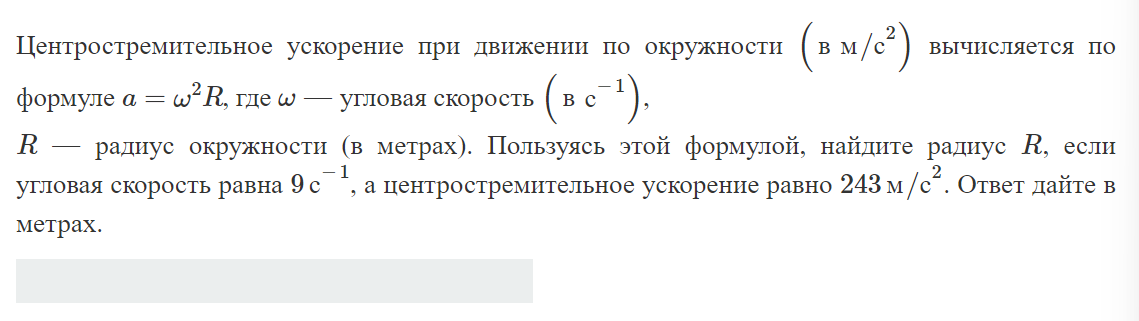 Центростремительное ускорение при движении по окружности (в м/с²) вычисляется по
формуле a = ω²R, где ω — угловая скорость (в с⁻¹),
R — радиус окружности (в метрах). Пользуясь этой формулой, найдите радиус R, если
угловая скорость равна 9 с⁻¹, а центростремительное ускорение равно 243 м/с². Ответ дайте в
метрах.